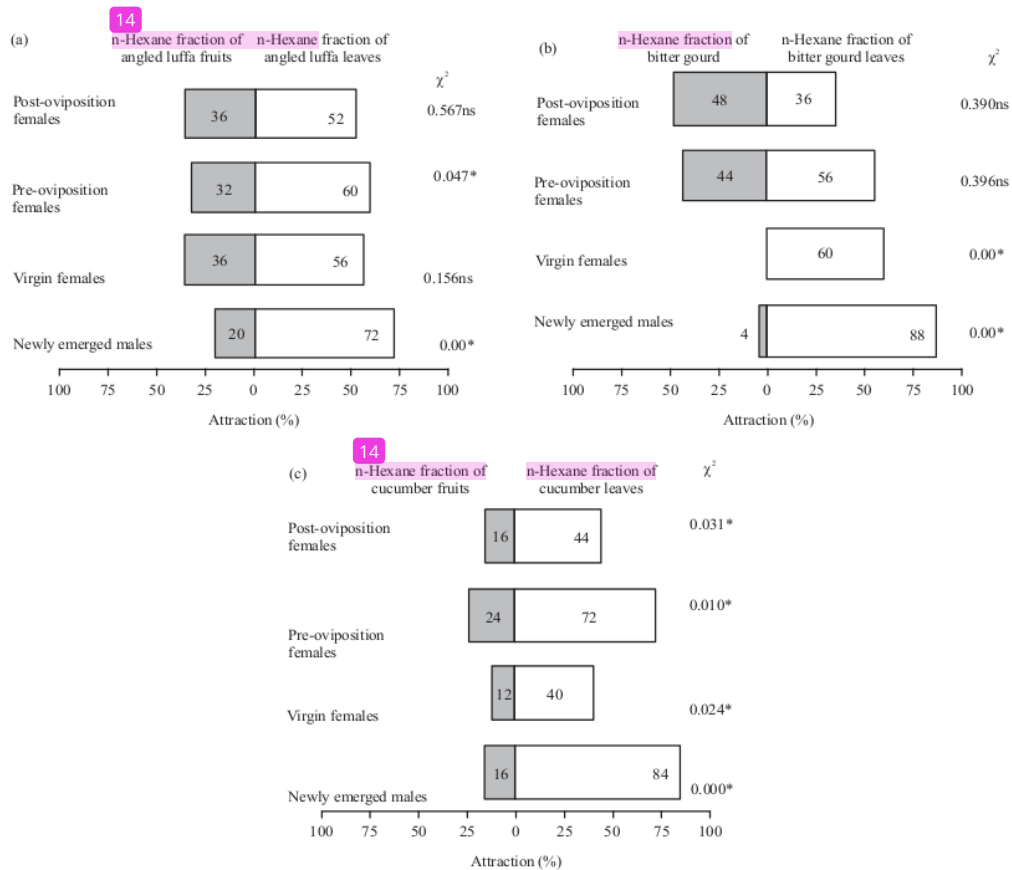 14
(a)
n-Hexane fraction of n-Hexane fraction of
angled luffa fruits angled luffa leaves
χ²
Post-oviposition
females
36 52
0.567ns
Pre-oviposition
females
32 60
0.047*
Virgin females
36 56
0.156ns
Newly emerged males
20 72
0.00*
100 75 50 25 0 25 50 75 100
Attraction (%)
(b)
n-Hexane fraction of n-Hexane fraction of
bitter gourd bitter gourd leaves
χ²
Post-oviposition
females
48 36
0.390ns
Pre-oviposition
females
44 56
0.396ns
Virgin females
60
0.00*
Newly emerged males
4 88
0.00*
100 75 50 25 0 25 50 75 100
Attraction (%)
14
(c)
n-Hexane fraction of n-Hexane fraction of
cucumber fruits cucumber leaves
χ²
Post-oviposition
females
16 44
0.031*
Pre-oviposition
females
24 72
0.010*
Virgin females
12 40
0.024*
Newly emerged males
16 84
0.000*
100 75 50 25 0 25 50 75 100
Attraction (%)